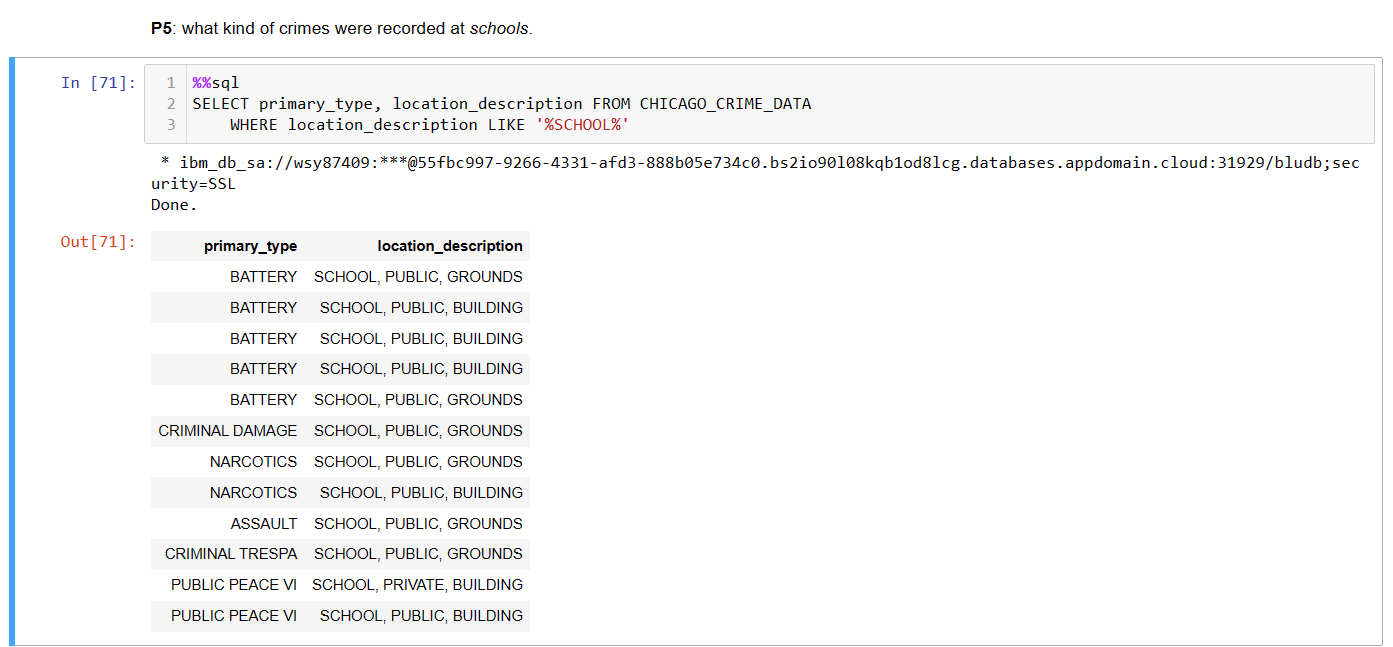 P5: what kind of crimes were recorded at schools.
In [71]:
1 %%sql
2 SELECT primary_type, location_description FROM CHICAGO_CRIME_DATA
3     WHERE location_description LIKE '%SCHOOL%'
* ibm_db_sa://wsy87409:***@55fbc997-9266-4331-afd3-888b05e734c0.bs2io90l08kqb1od8lcg.databases.appdomain.cloud:31929/bludb;sec
urity=SSL
Done.
Out[71]:
primary_type location_description
BATTERY SCHOOL, PUBLIC, GROUNDS
BATTERY SCHOOL, PUBLIC, BUILDING
BATTERY SCHOOL, PUBLIC, BUILDING
BATTERY SCHOOL, PUBLIC, BUILDING
BATTERY SCHOOL, PUBLIC, GROUNDS
CRIMINAL DAMAGE SCHOOL, PUBLIC, GROUNDS
NARCOTICS SCHOOL, PUBLIC, GROUNDS
NARCOTICS SCHOOL, PUBLIC, BUILDING
ASSAULT SCHOOL, PUBLIC, GROUNDS
CRIMINAL TRESPA SCHOOL, PUBLIC, GROUNDS
PUBLIC PEACE VI SCHOOL, PRIVATE, BUILDING
PUBLIC PEACE VI SCHOOL, PUBLIC, BUILDING